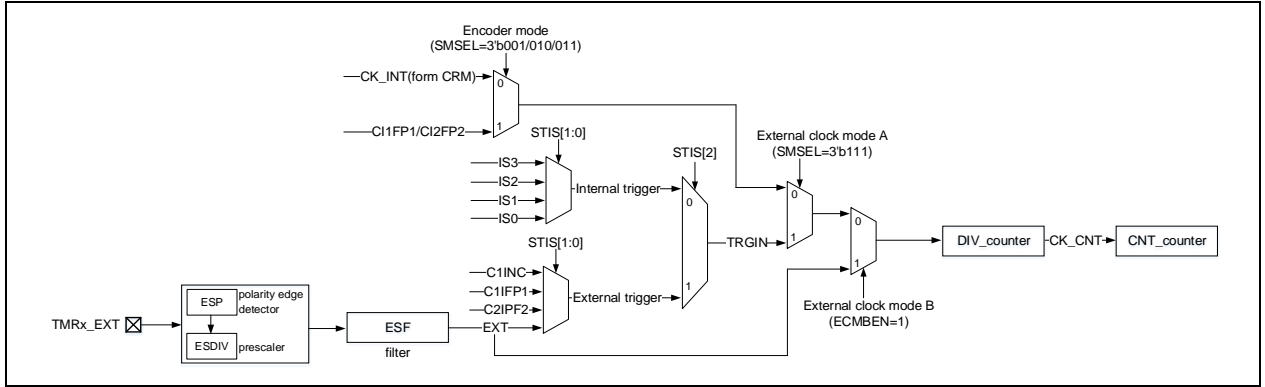 Encoder mode
(SMSEL=3'b001/010/011)
CK_INT(form CRM)
0
1
CI1FP1/CI2FP2
STIS[1:0]
IS3
IS2
IS1
IS0
Internal trigger
STIS[2]
0
1
External clock mode A
(SMSEL=3'b111)
0
1
TRGIN
0
1
DIV_counter
CK_CNT
CNT_counter
STIS[1:0]
C1INC
C1IFP1
C2IPF2
EXT
External trigger
External clock mode B
(ECMBEN=1)
TMRx_EXT
ESP
polarity edge
detector
ESDIV
prescaler
ESF
filter